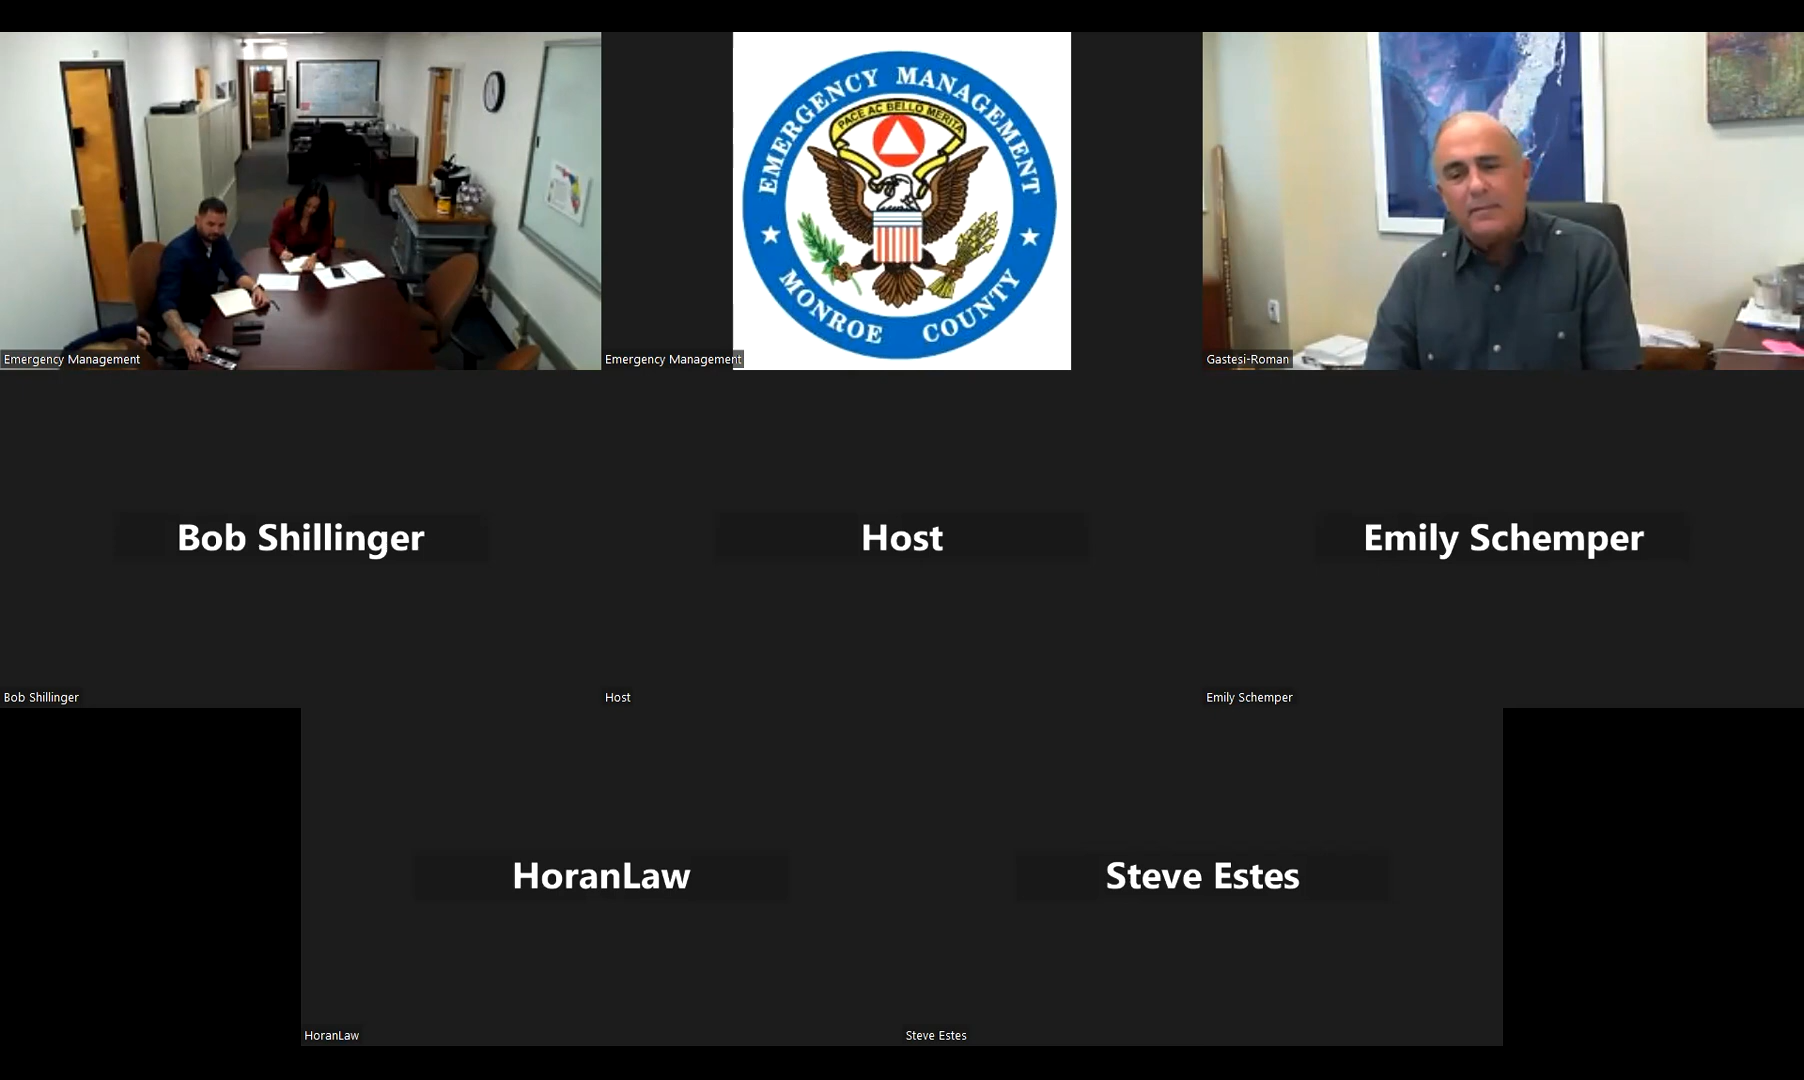 Emergency Management
EMERGENCY MANAGEMENT
PACE AC BELLO MERITA
MONROE COUNTY
Emergency Management
Gastesi-Roman
Bob Shillinger
Bob Shillinger
Host
Host
Emily Schemper
Emily Schemper
HoranLaw
HoranLaw
Steve Estes
Steve Estes